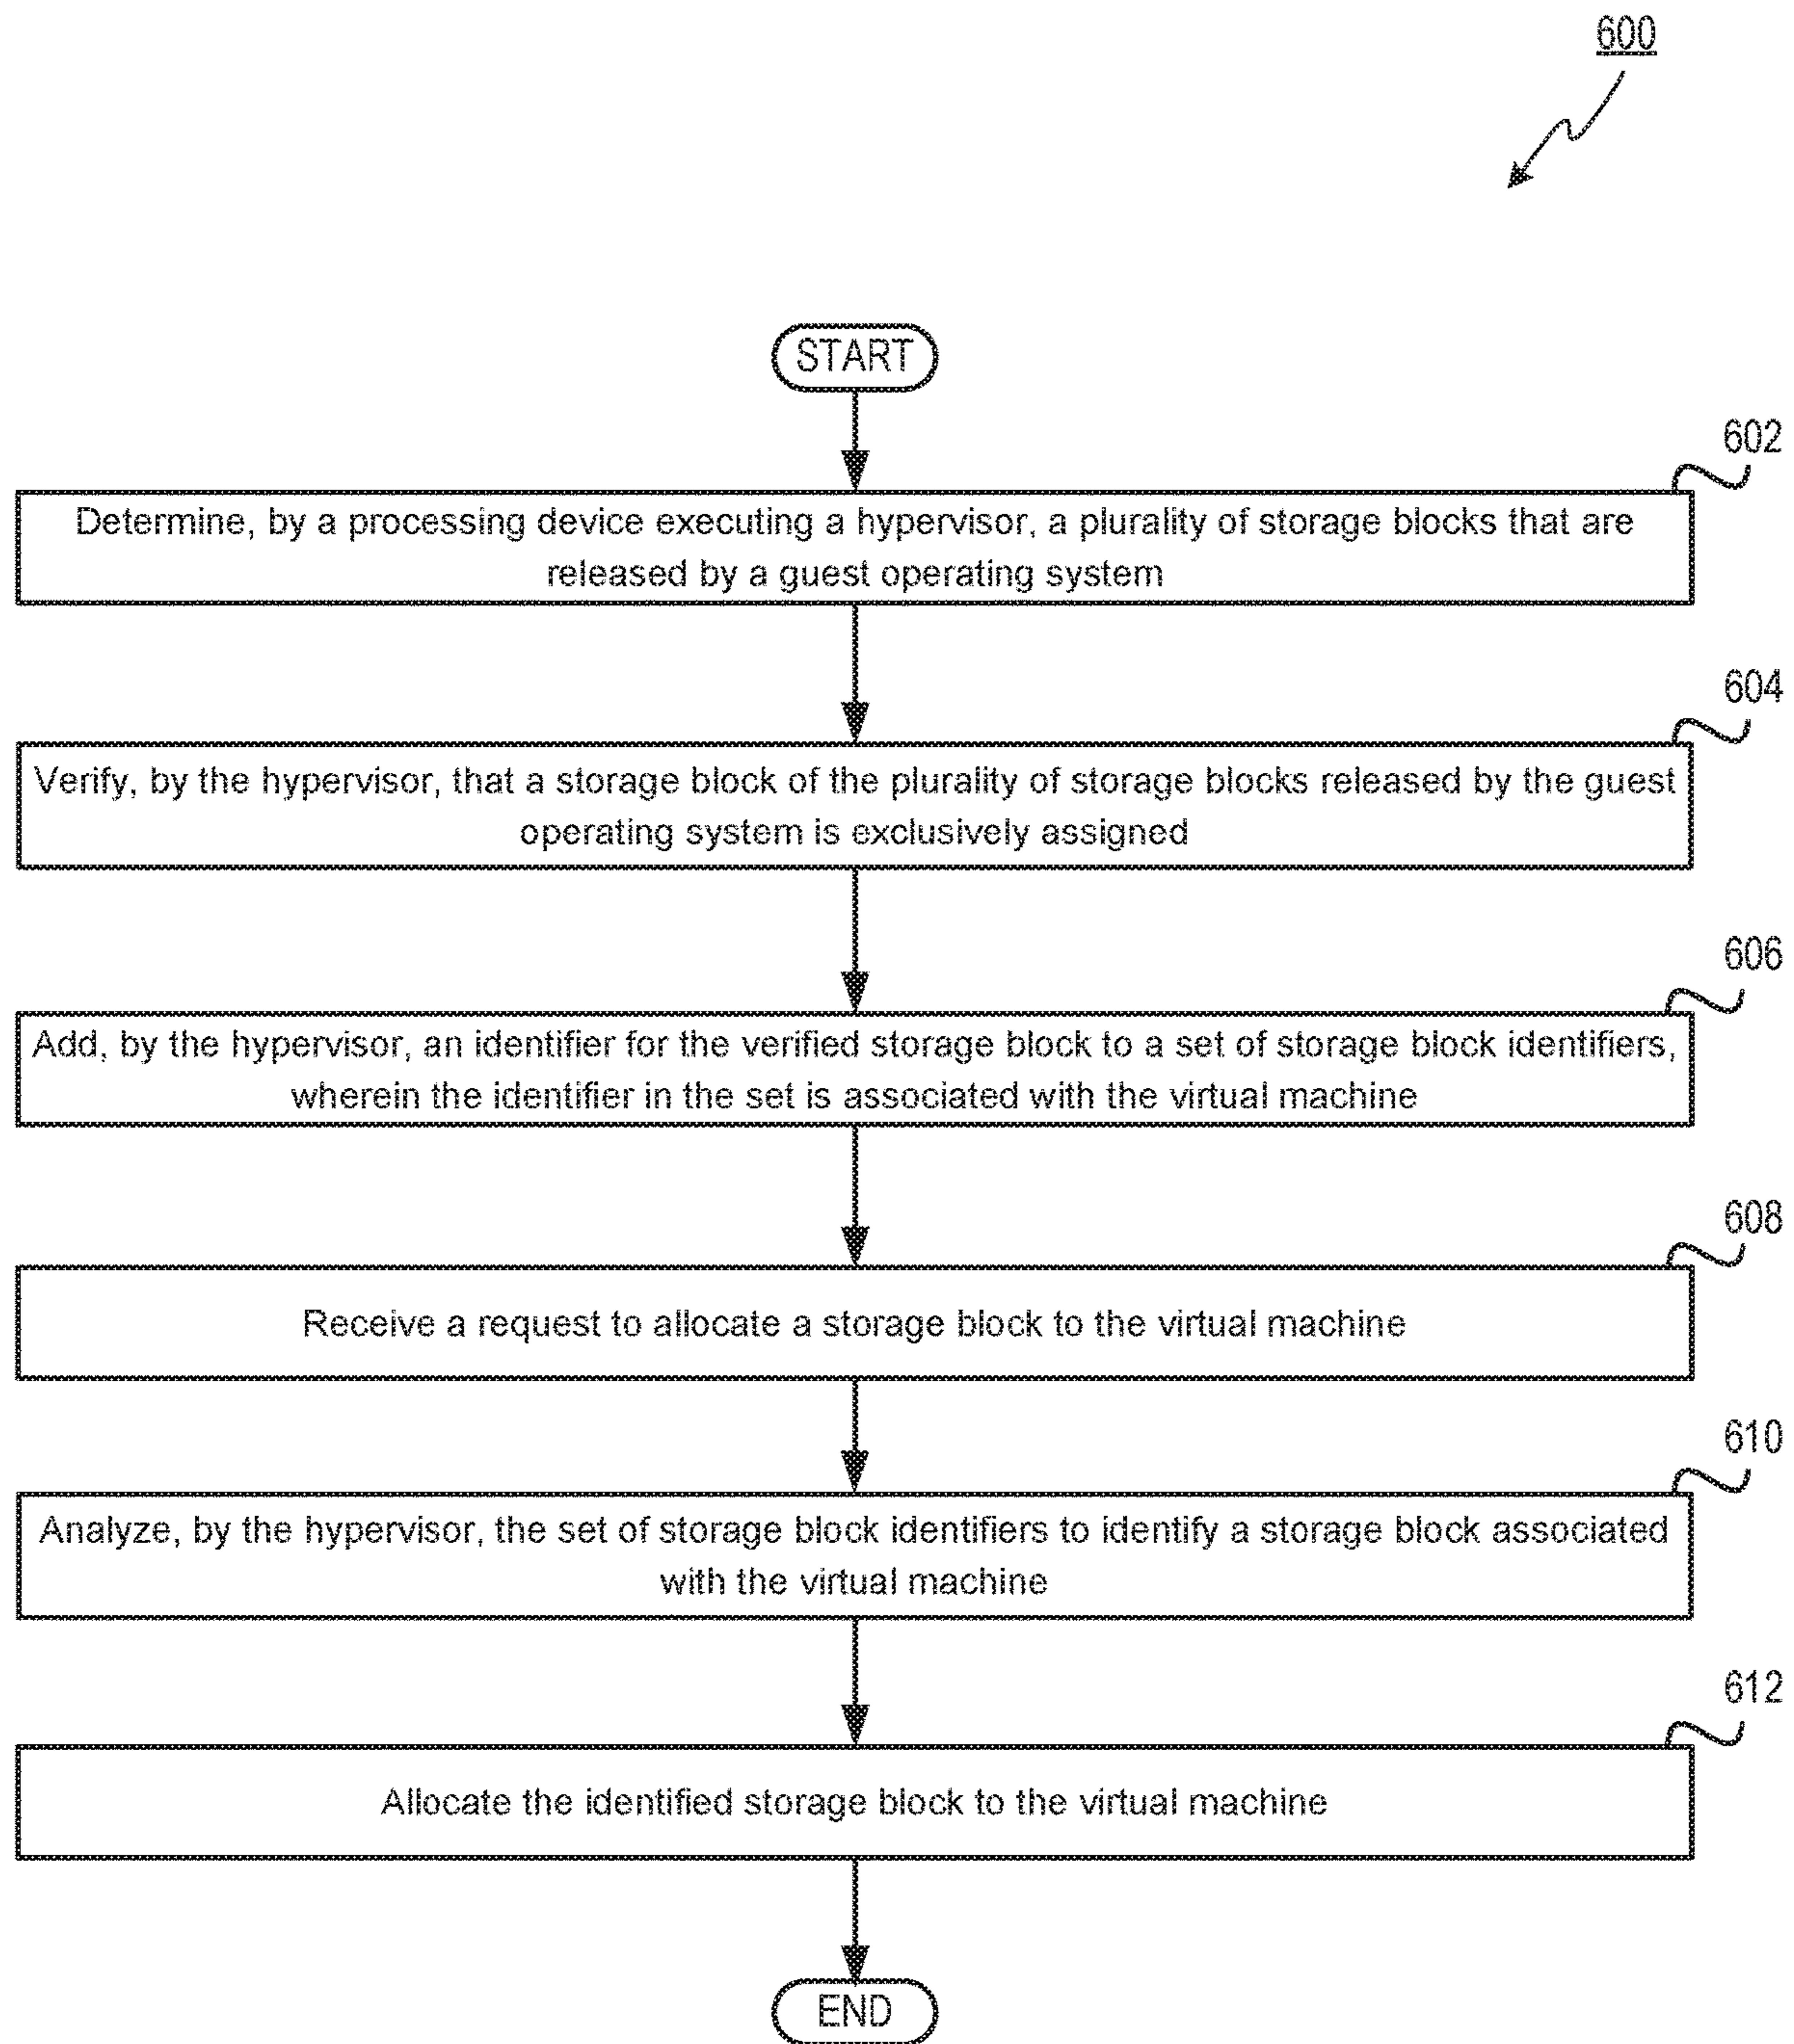 600
START
602
Determine, by a processing device executing a hypervisor, a plurality of storage blocks that are
released by a guest operating system
604
Verify, by the hypervisor, that a storage block of the plurality of storage blocks released by the guest
operating system is exclusively assigned
606
Add, by the hypervisor, an identifier for the verified storage block to a set of storage block identifiers,
wherein the identifier in the set is associated with the virtual machine
608
Receive a request to allocate a storage block to the virtual machine
610
Analyze, by the hypervisor, the set of storage block identifiers to identify a storage block associated
with the virtual machine
612
Allocate the identified storage block to the virtual machine
END